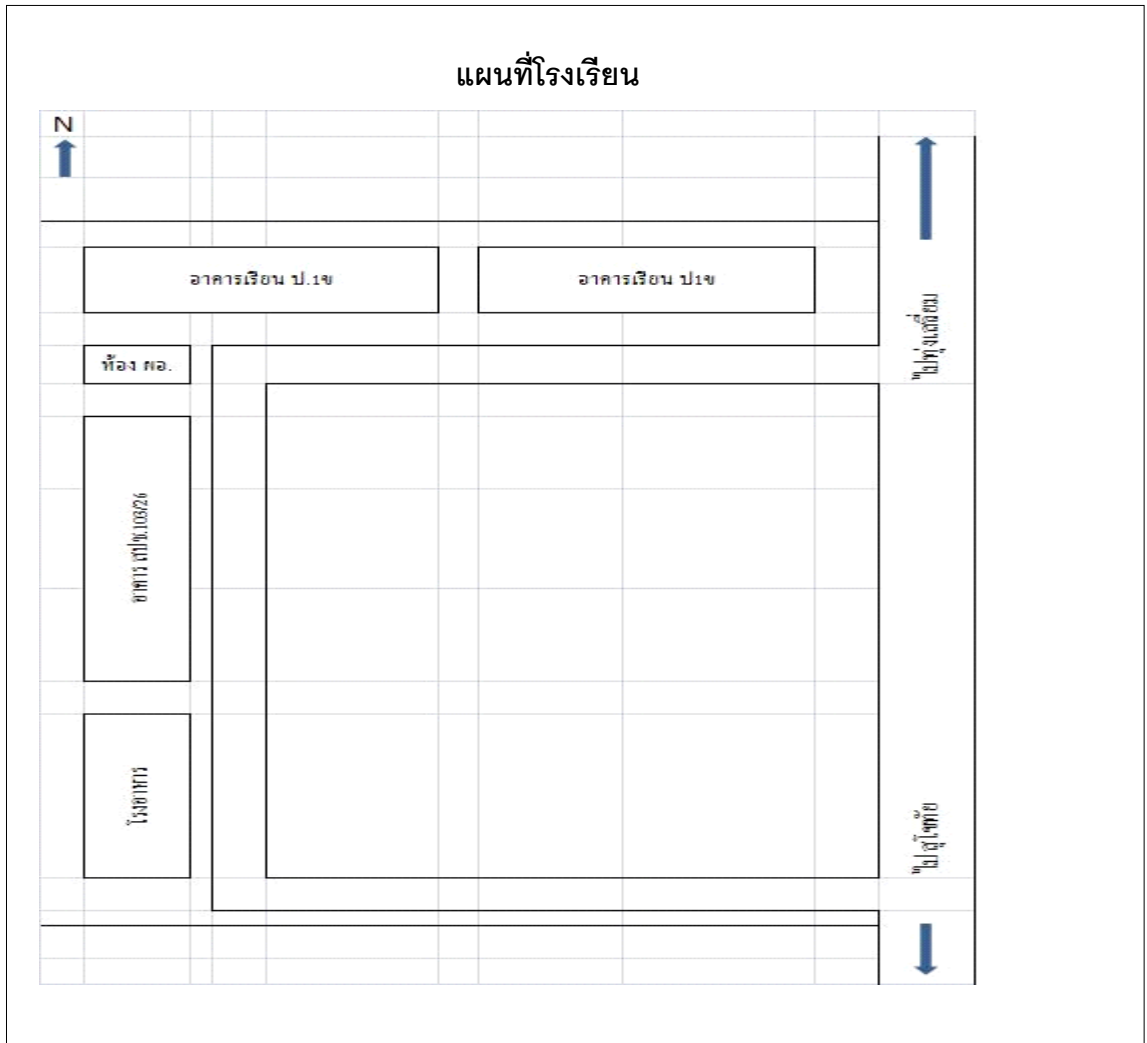 แผนที่โรงเรียน
N
อาคารเรียน ป.1ข
อาคารเรียน ป1ข
ไปทุ่งเสลี่ยม
ห้อง ผอ.
อาคาร สปช.103/26
โรงอาหาร
ไปสุโขทัย